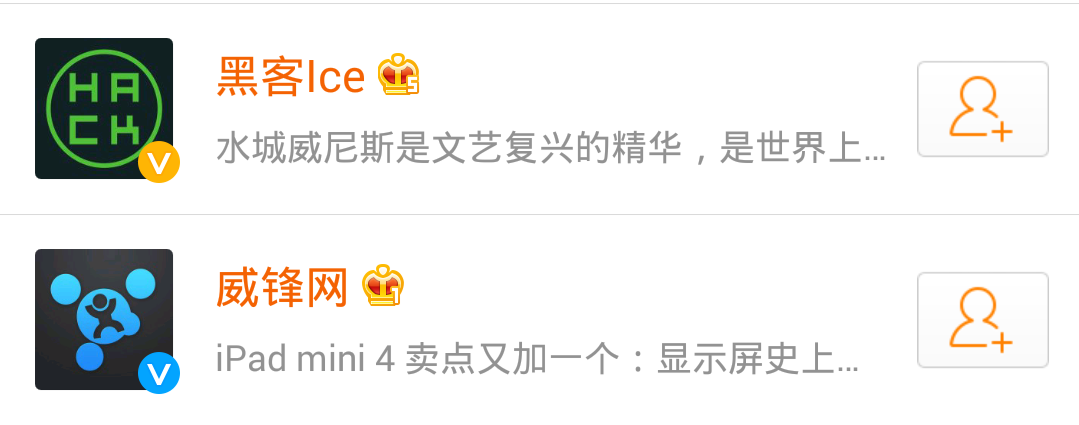 HA
CK
V
黑客Ice 5
水城威尼斯是文艺复兴的精华，是世界上...
V
威锋网 1
iPad mini 4 卖点又加一个：显示屏史上...